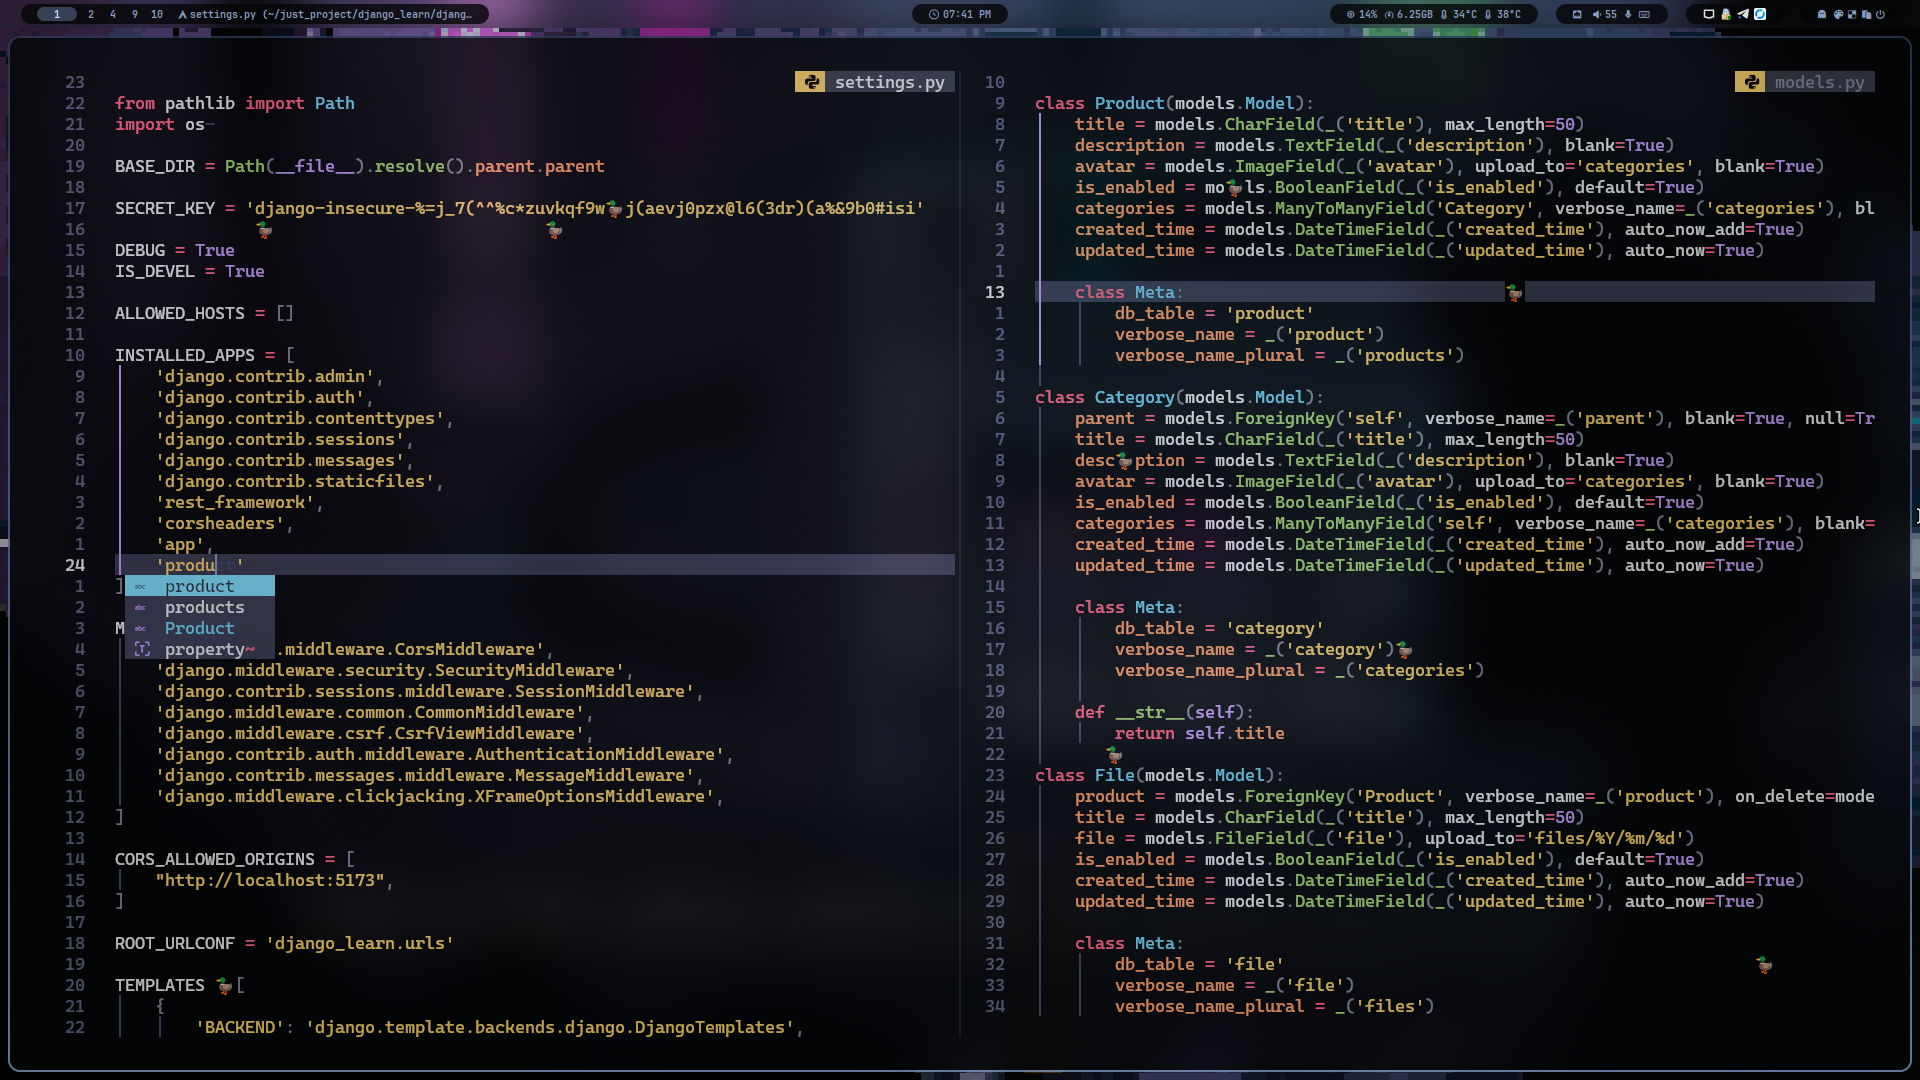 1 2 4 9 10 settings.py (~/just_project/django_learn/djang…
07:41 PM
14% 6.25GB 34°C 38°C 55
settings.py
23
22 from pathlib import Path
21 import os
20
19 BASE_DIR = Path(__file__).resolve().parent.parent
18
17 SECRET_KEY = 'django-insecure-%=j_7(^^%c*zuvkqf9w🦆j(aevj0pzx@l6(3dr)(a%&9b0#isi'
16
15 DEBUG = True
14 IS_DEVEL = True
13
12 ALLOWED_HOSTS = []
11
10 INSTALLED_APPS = [
9 'django.contrib.admin',
8 'django.contrib.auth',
7 'django.contrib.contenttypes',
6 'django.contrib.sessions',
5 'django.contrib.messages',
4 'django.contrib.staticfiles',
3 'rest_framework',
2 'corsheaders',
1 'app',
24 'product'
1 ] abc product
2 abc products
3 M abc Product
4 property~ .middleware.CorsMiddleware',
5 'django.middleware.security.SecurityMiddleware',
6 'django.contrib.sessions.middleware.SessionMiddleware',
7 'django.middleware.common.CommonMiddleware',
8 'django.middleware.csrf.CsrfViewMiddleware',
9 'django.contrib.auth.middleware.AuthenticationMiddleware',
10 'django.contrib.messages.middleware.MessageMiddleware',
11 'django.middleware.clickjacking.XFrameOptionsMiddleware',
12 ]
13
14 CORS_ALLOWED_ORIGINS = [
15 "http://localhost:5173",
16 ]
17
18 ROOT_URLCONF = 'django_learn.urls'
19
20 TEMPLATES 🦆[
21 {
22 'BACKEND': 'django.template.backends.django.DjangoTemplates',
models.py
10
9 class Product(models.Model):
8 title = models.CharField(_('title'), max_length=50)
7 description = models.TextField(_('description'), blank=True)
6 avatar = models.ImageField(_('avatar'), upload_to='categories', blank=True)
5 is_enabled = mo🦆ls.BooleanField(_('is_enabled'), default=True)
4 categories = models.ManyToManyField('Category', verbose_name=_('categories'), bl
3 created_time = models.DateTimeField(_('created_time'), auto_now_add=True)
2 updated_time = models.DateTimeField(_('updated_time'), auto_now=True)
1
13 class Meta:
1 db_table = 'product'
2 verbose_name = _('product')
3 verbose_name_plural = _('products')
4
5 class Category(models.Model):
6 parent = models.ForeignKey('self', verbose_name=_('parent'), blank=True, null=Tr
7 title = models.CharField(_('title'), max_length=50)
8 desc🦆ption = models.TextField(_('description'), blank=True)
9 avatar = models.ImageField(_('avatar'), upload_to='categories', blank=True)
10 is_enabled = models.BooleanField(_('is_enabled'), default=True)
11 categories = models.ManyToManyField('self', verbose_name=_('categories'), blank=
12 created_time = models.DateTimeField(_('created_time'), auto_now_add=True)
13 updated_time = models.DateTimeField(_('updated_time'), auto_now=True)
14
15 class Meta:
16 db_table = 'category'
17 verbose_name = _('category')🦆
18 verbose_name_plural = _('categories')
19
20 def __str__(self):
21 return self.title
22
23 class File(models.Model):
24 product = models.ForeignKey('Product', verbose_name=_('product'), on_delete=mode
25 title = models.CharField(_('title'), max_length=50)
26 file = models.FileField(_('file'), upload_to='files/%Y/%m/%d')
27 is_enabled = models.BooleanField(_('is_enabled'), default=True)
28 created_time = models.DateTimeField(_('created_time'), auto_now_add=True)
29 updated_time = models.DateTimeField(_('updated_time'), auto_now=True)
30
31 class Meta:
32 db_table = 'file'
33 verbose_name = _('file')
34 verbose_name_plural = _('files')